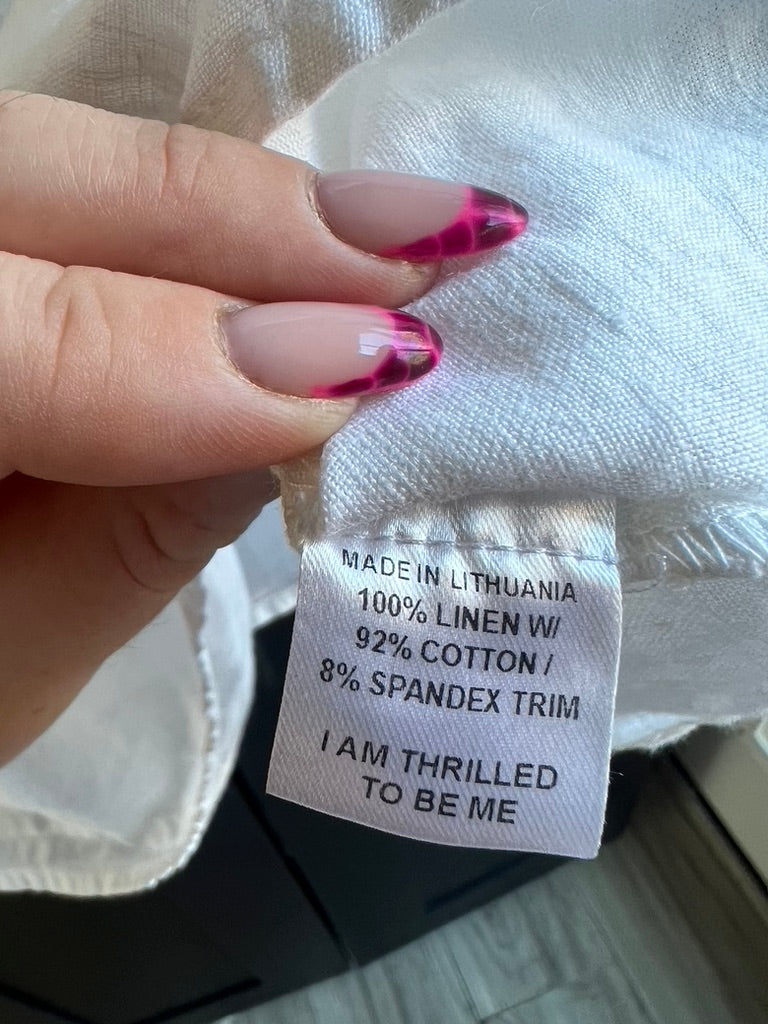 MADE IN LITHUANIA
100% LINEN W/
92% COTTON /
8% SPANDEX TRIM
I AM THRILLED
TO BE ME